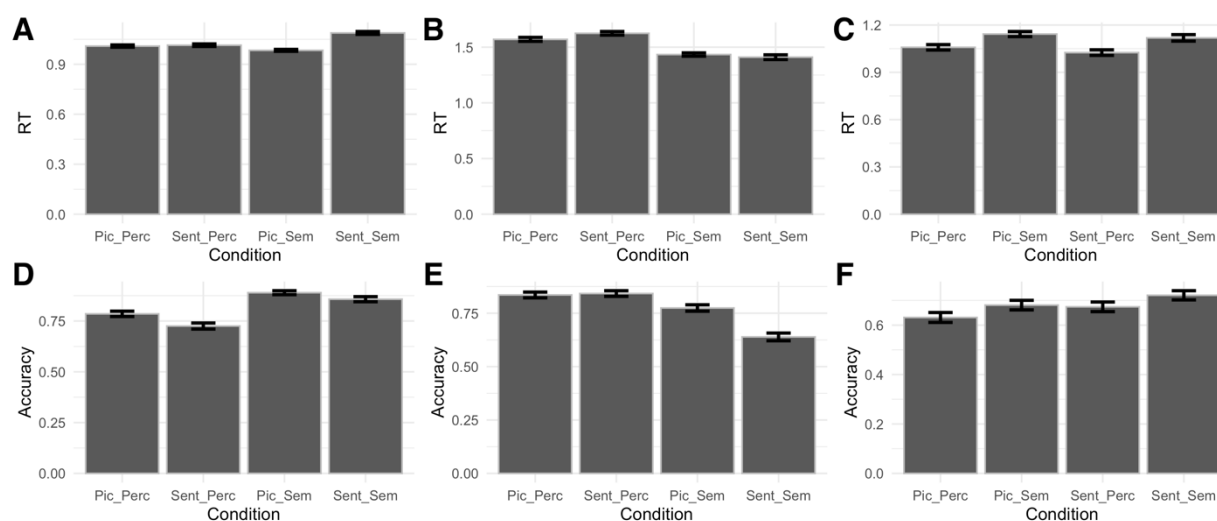 A
RT
0.9
0.6
0.3
0.0
Pic_Perc Sent_Perc Pic_Sem Sent_Sem
Condition
B
RT
1.5
1.0
0.5
0.0
Pic_Perc Sent_Perc Pic_Sem Sent_Sem
Condition
C
RT
1.2
0.9
0.6
0.3
0.0
Pic_Perc Pic_Sem Sent_Perc Sent_Sem
Condition
D
Accuracy
0.75
0.50
0.25
0.00
Pic_Perc Sent_Perc Pic_Sem Sent_Sem
Condition
E
Accuracy
0.75
0.50
0.25
0.00
Pic_Perc Sent_Perc Pic_Sem Sent_Sem
Condition
F
Accuracy
0.6
0.4
0.2
0.0
Pic_Perc Pic_Sem Sent_Perc Sent_Sem
Condition